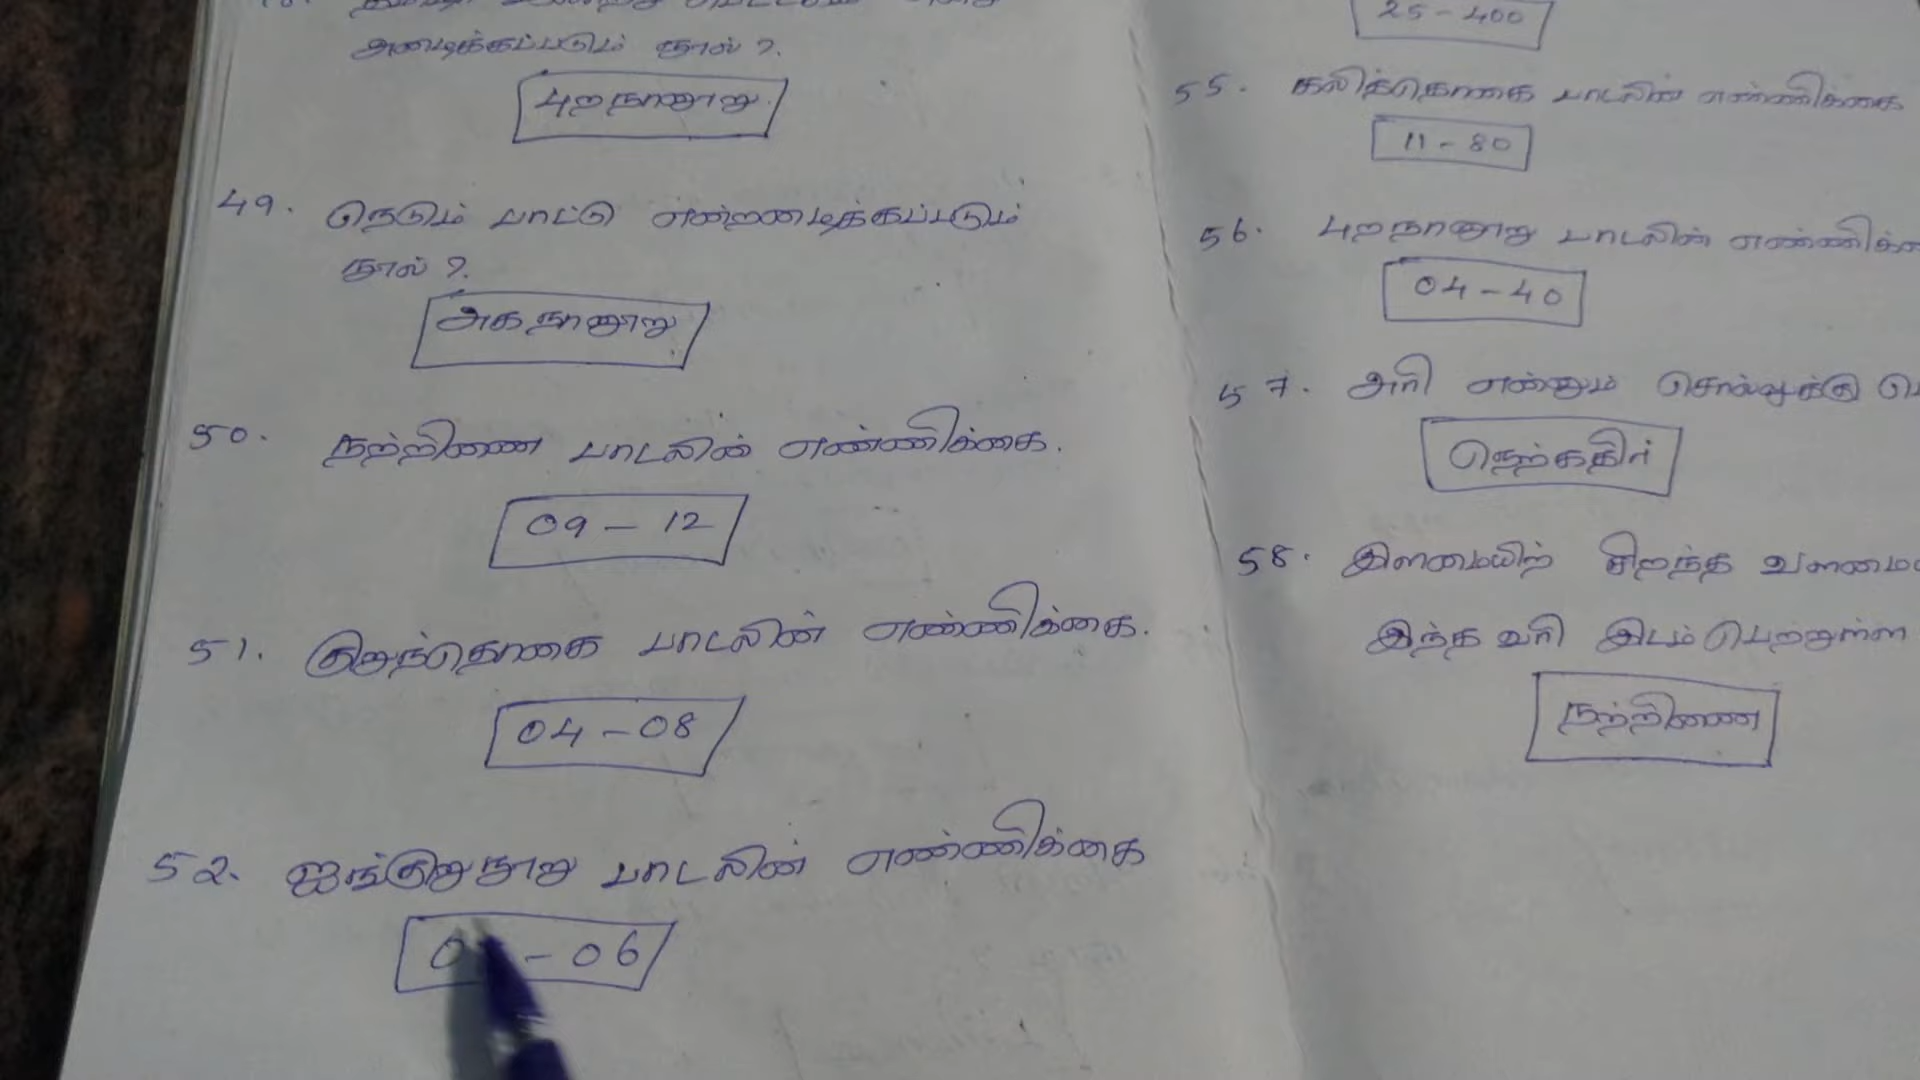 அழைக்கப்படும் நூல் ?.
புறநானூறு.
49. நெடும் பாட்டு என்றழைக்கப்படும்
நூல் ?.
அகநானூறு
50. நற்றிணை பாடலின் எண்ணிக்கை.
09 - 12
51. குறுந்தொகை பாடலின் எண்ணிக்கை.
04 - 08
52. ஐங்குறுநூறு பாடலின் எண்ணிக்கை
- 06
25 - 400
55. கலித்தொகை பாடலின் எண்ணிக்கை
11 - 80
56. புறநானூறு பாடலின்
04 - 40
57. அரி என்னும் சொல்லுக்கு
நெற்கதிர்
58. இளமையிற் சிறந்த
இந்த வரி இடம் பெற்றுள்ள
நற்றிணை